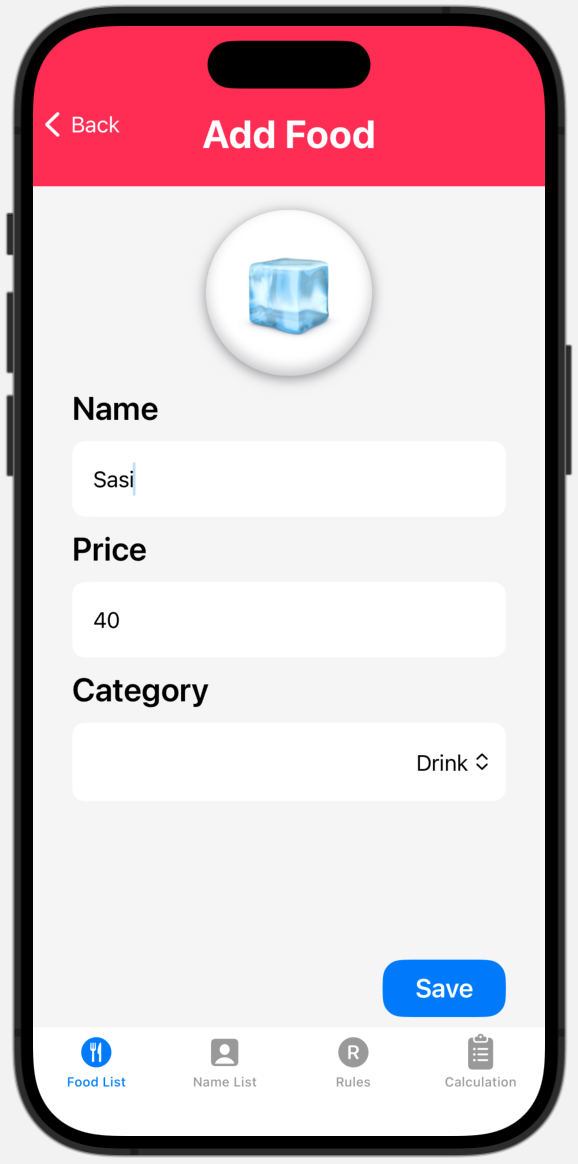 Back
Add Food
Name
Sasi
Price
40
Category
Drink
Save
Food List
Name List
R
Rules
Calculation